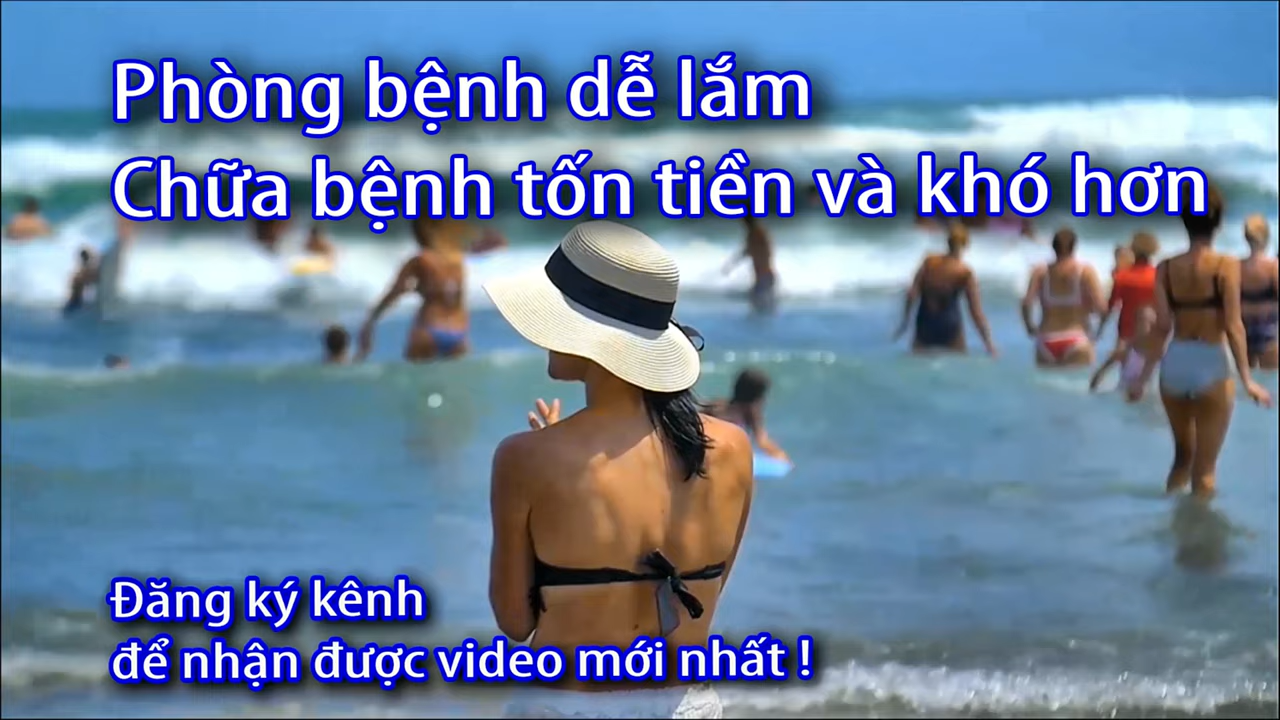 Phòng bệnh dễ lắm
Chữa bệnh tốn tiền và khó hơn
Đăng ký kênh
để nhận được video mới nhất !